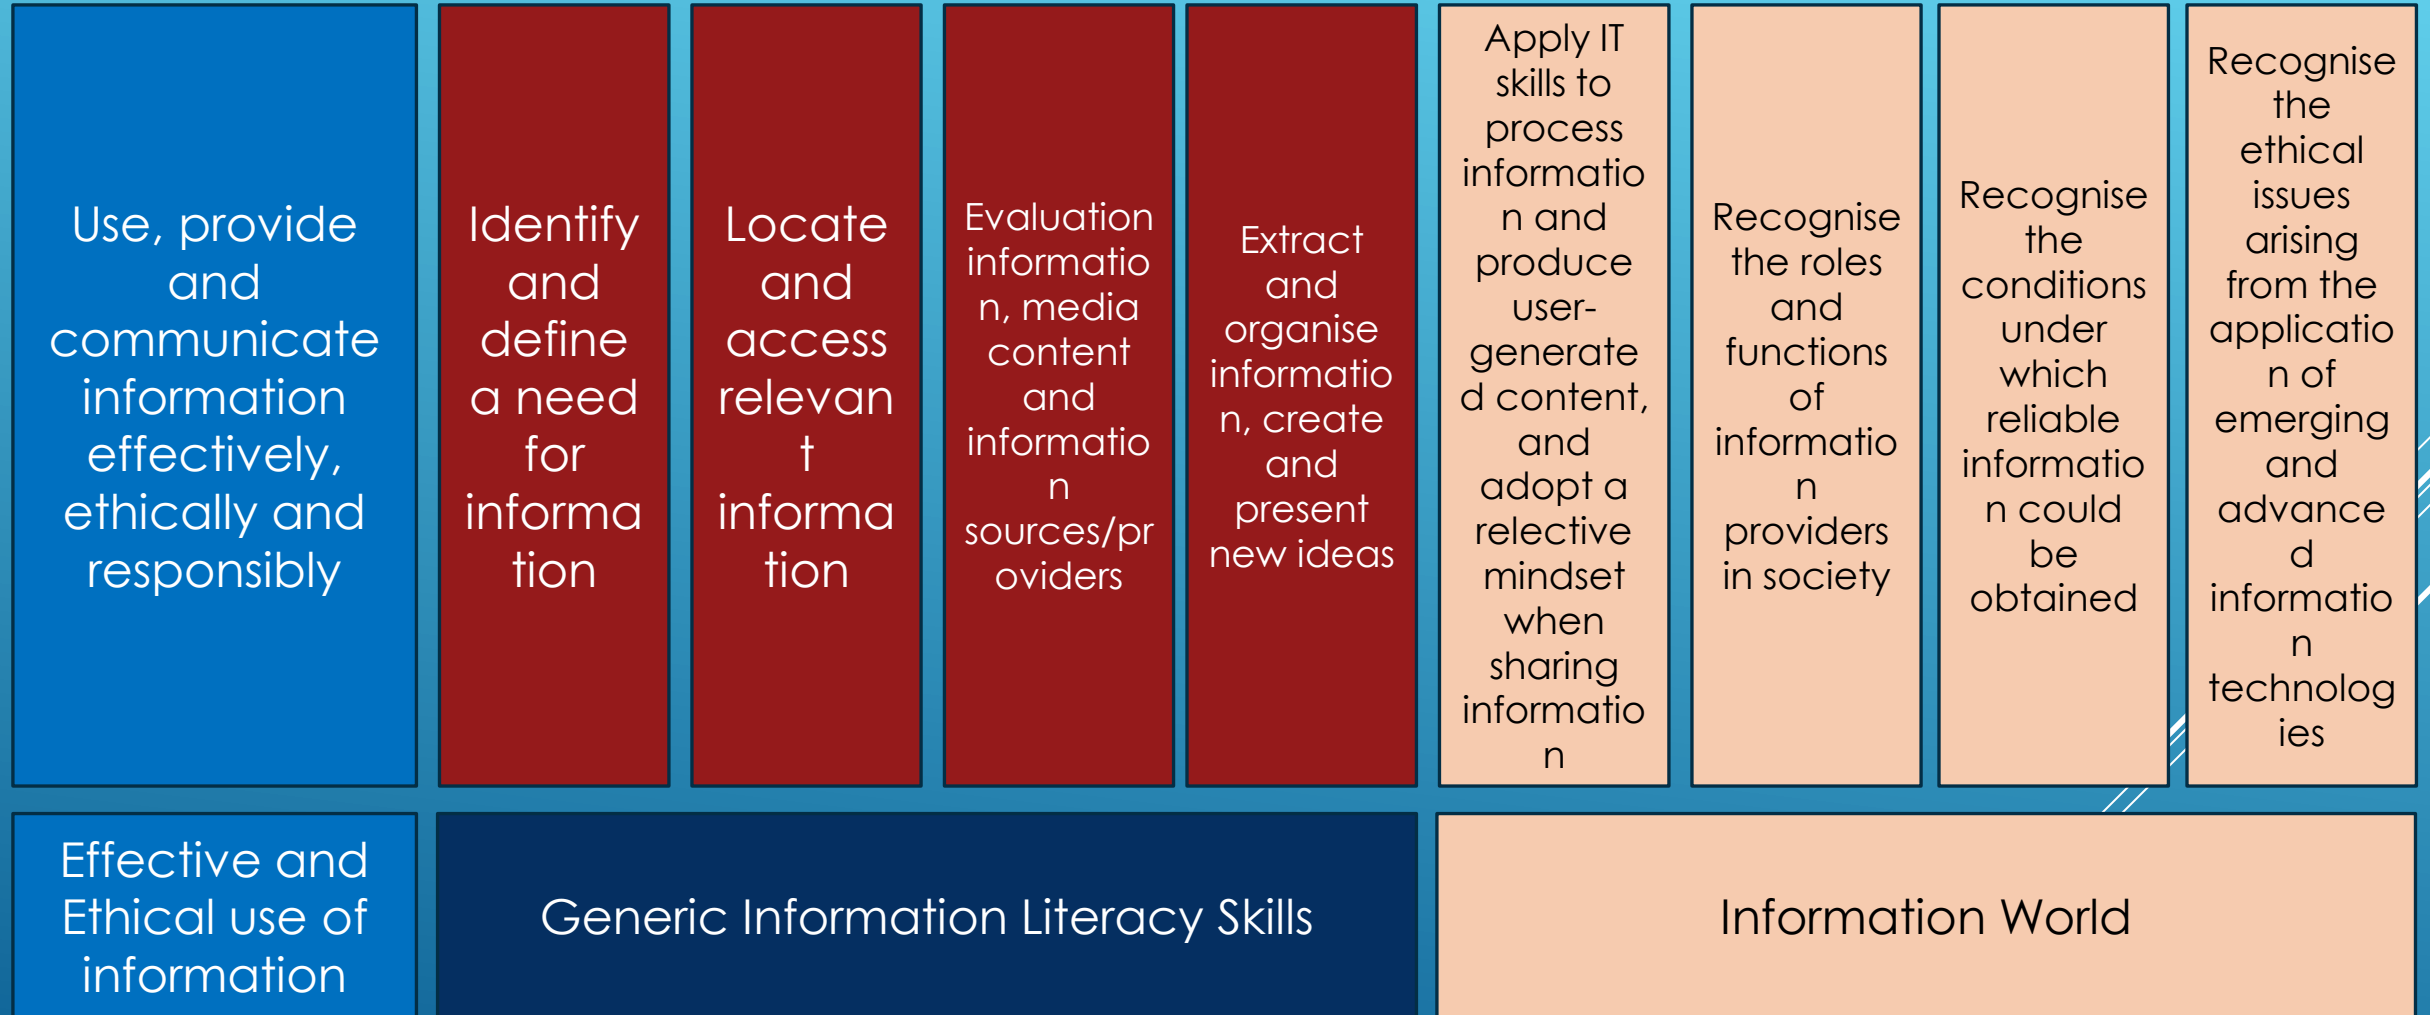 Use, provide
and
communicate
information
effectively,
ethically and
responsibly
Identify
and
define
a need
for
informa
tion
Locate
and
access
relevan
t
informa
tion
Evaluation
informatio
n, media
content
and
informatio
n
sources/pr
oviders
Extract
and
organise
informatio
n, create
and
present
new ideas
Apply IT
skills to
process
informatio
n and
produce
user-
generate
d content,
and
adopt a
relective
mindset
when
sharing
informatio
n
Recognise
the roles
and
functions
of
informatio
n
providers
in society
Recognise
the
conditions
under
which
reliable
informatio
n could
be
obtained
Recognise
the
ethical
issues
arising
from the
applicatio
n of
emerging
and
advance
d
informatio
n
technolog
ies
Effective and
Ethical use of
information
Generic Information Literacy Skills
Information World